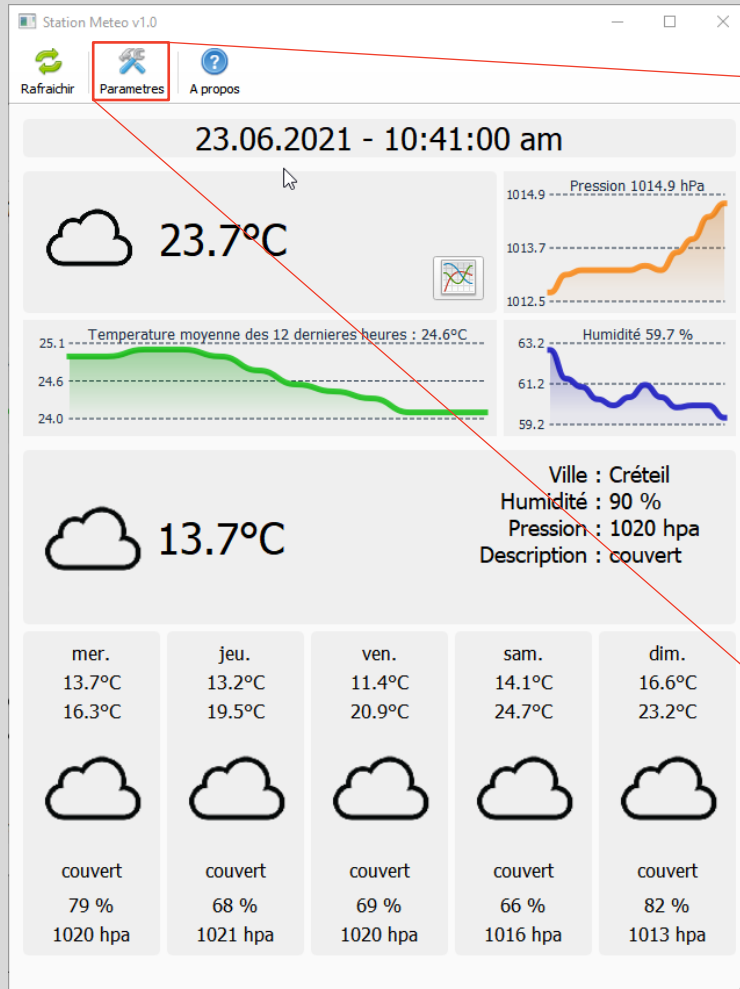 Station Meteo v1.0
Rafraichir Parametres A propos
23.06.2021 - 10:41:00 am
23.7°C
Pression 1014.9 hPa
1014.9
1013.7
1012.5
Temperature moyenne des 12 dernieres heures : 24.6°C
25.1
24.6
24.0
Humidité 59.7 %
63.2
61.2
59.2
13.7°C
Ville : Créteil
Humidité : 90 %
Pression : 1020 hpa
Description : couvert
mer. jeu. ven. sam. dim.
13.7°C 13.2°C 11.4°C 14.1°C 16.6°C
16.3°C 19.5°C 20.9°C 24.7°C 23.2°C
couvert couvert couvert couvert couvert
79 % 68 % 69 % 66 % 82 %
1020 hpa 1021 hpa 1020 hpa 1016 hpa 1013 hpa